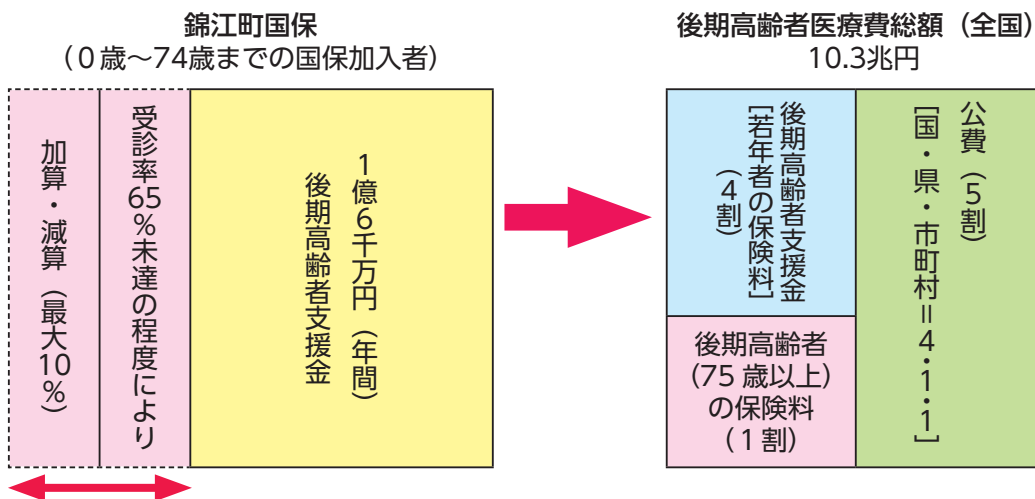 錦江町国保
（０歳～74歳までの国保加入者）
受診率65％未達の程度により
加算・減算（最大10％）
１億６千万円（年間）
後期高齢者支援金
後期高齢者医療費総額（全国）
10.3兆円
後期高齢者支援金
［若年者の保険料］
（４割）
後期高齢者
（75歳以上）
の保険料
（１割）
公費（５割）
［国・県・市町村＝４・１・１］